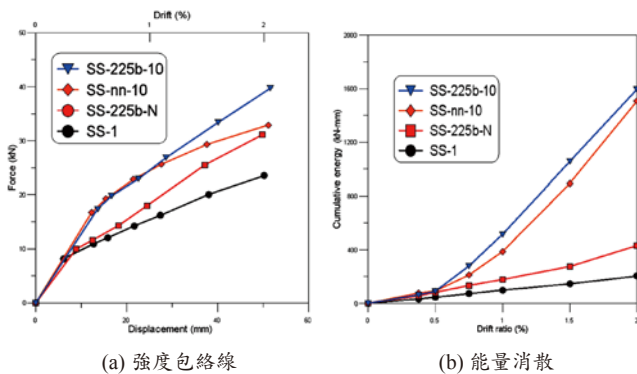 Drift (%)
0 1 2
50
40
30
20
10
0
Force (kN)
SS-225b-10
SS-nn-10
SS-225b-N
SS-1
0 20 40 60
Displacement (mm)
(a) 強度包絡線
2000
1600
1200
800
400
0
Cumulative energy (kN-mm)
SS-225b-10
SS-nn-10
SS-225b-N
SS-1
0 0.5 1.0 1.5 2.0
Drift ratio (%)
(b) 能量消散